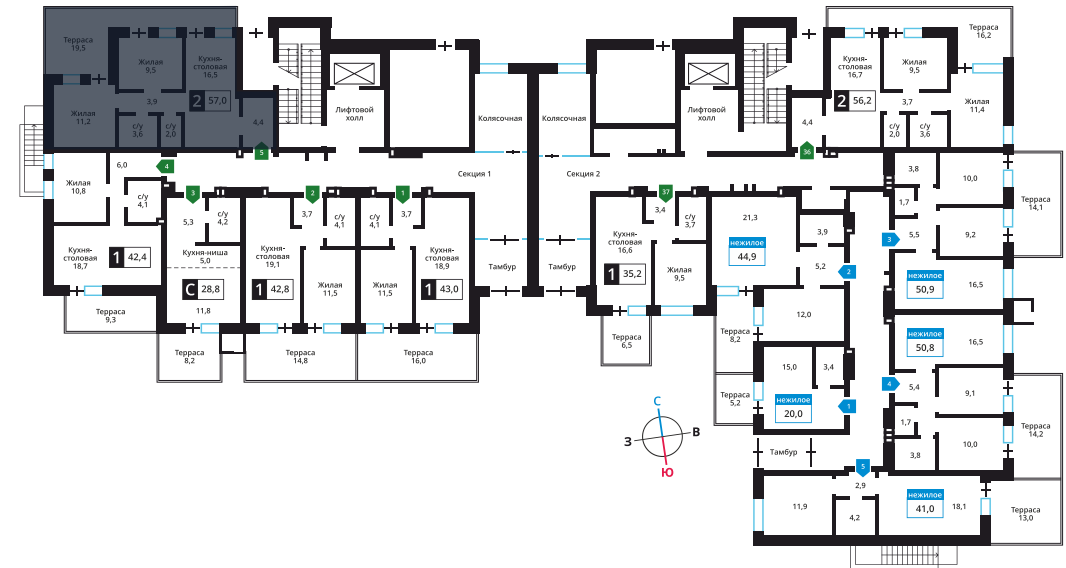 Терраса
19,5
Жилая
9,5
Кухня-
столовая
16,5
2 57,0
3,9
Жилая
11,2
с/у
3,6
с/у
2,0
4,4
5
Лифтовой
холл
Колясочная
Колясочная
Лифтовой
холл
Кухня-
столовая
16,7
Жилая
9,5
Терраса
16,2
2 56,2
3,7
Жилая
11,4
4,4
с/у
2,0
с/у
3,6
36
6,0
4
Жилая
10,8
с/у
4,1
Кухня-
столовая
18,7
1 42,4
Терраса
9,3
3
5,3
с/у
4,2
Кухня-ниша
5,0
С 28,8
11,8
Терраса
8,2
2
3,7
с/у
4,1
Кухня-
столовая
19,1
1 42,8
Жилая
11,5
Терраса
14,8
1
с/у
4,1
3,7
Кухня-
столовая
18,9
Жилая
11,5
1 43,0
Терраса
16,0
Секция 1
Секция 2
Тамбур
Тамбур
37
3,4
с/у
3,7
Кухня-
столовая
16,6
1 35,2
Жилая
9,5
Терраса
6,5
21,3
нежилое
44,9
3,9
5,2
2
12,0
Терраса
8,2
15,0
3,4
нежилое
20,0
1
Терраса
5,2
Тамбур
3,8
10,0
1,7
Терраса
14,1
3
5,5
9,2
нежилое
50,9
16,5
нежилое
50,8
16,5
4
5,4
9,1
1,7
10,0
3,8
Терраса
14,2
5
2,9
11,9
4,2
нежилое
41,0
18,1
Терраса
13,0
С
З
В
Ю